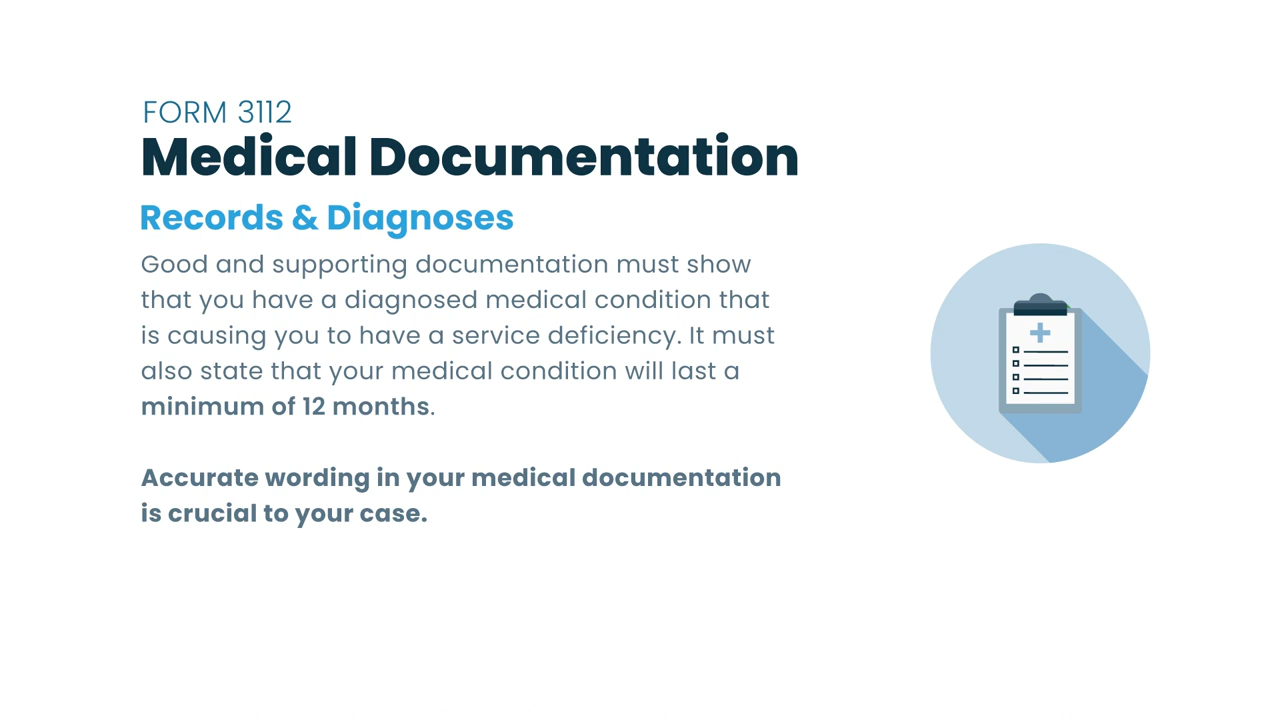 FORM 3112
Medical Documentation
Records & Diagnoses
Good and supporting documentation must show
that you have a diagnosed medical condition that
is causing you to have a service deficiency. It must
also state that your medical condition will last a
minimum of 12 months.
Accurate wording in your medical documentation
is crucial to your case.